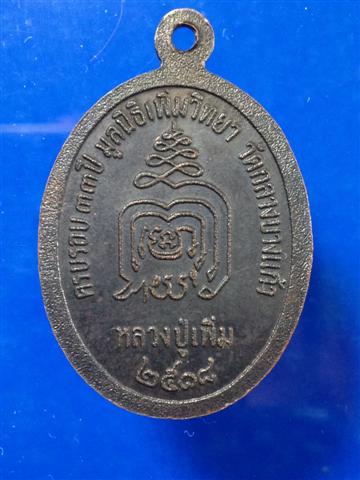 ครบรอบ ๓๓ ปี มูลนิธิเพิ่มวิทยา วัดกลางบางแก้ว
หลวงปู่เพิ่ม
๒๕๑๘